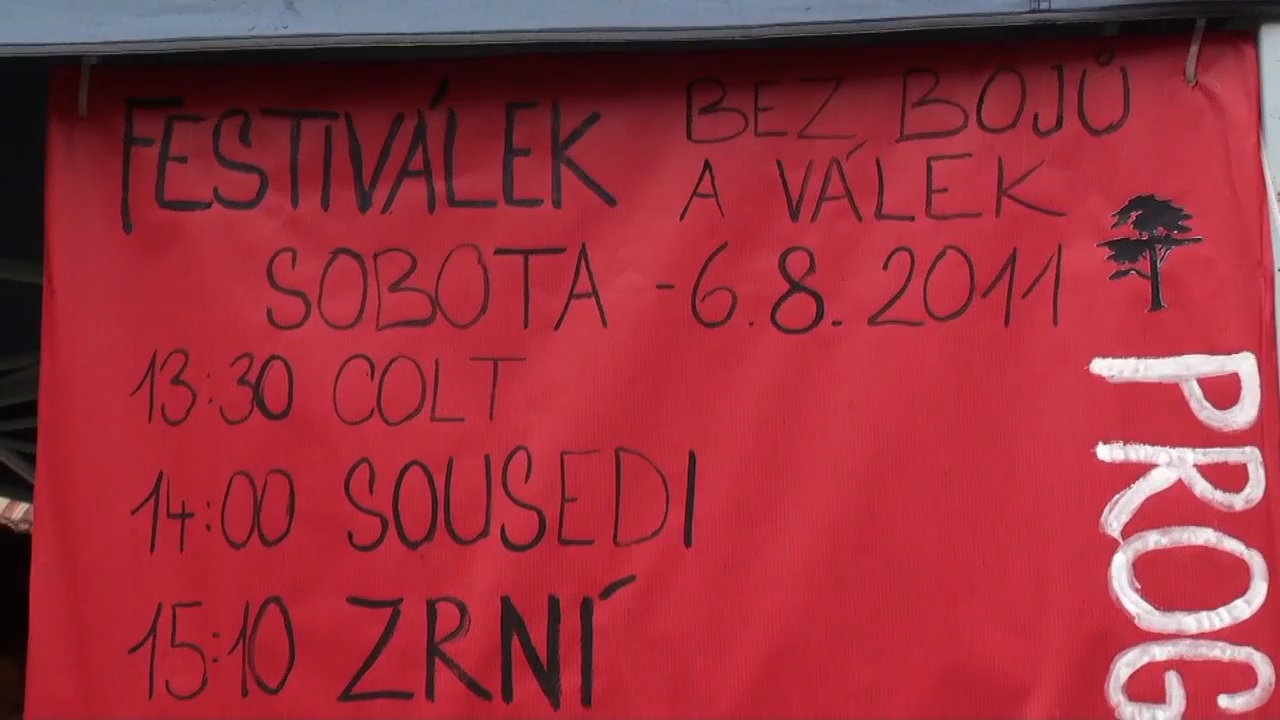 FESTIVÁLEK BEZ BOJŮ
A VÁLEK
SOBOTA - 6.8.2011
13:30 COLT
14:00 SOUSEDI
15:10 ZRNÍ
PROG